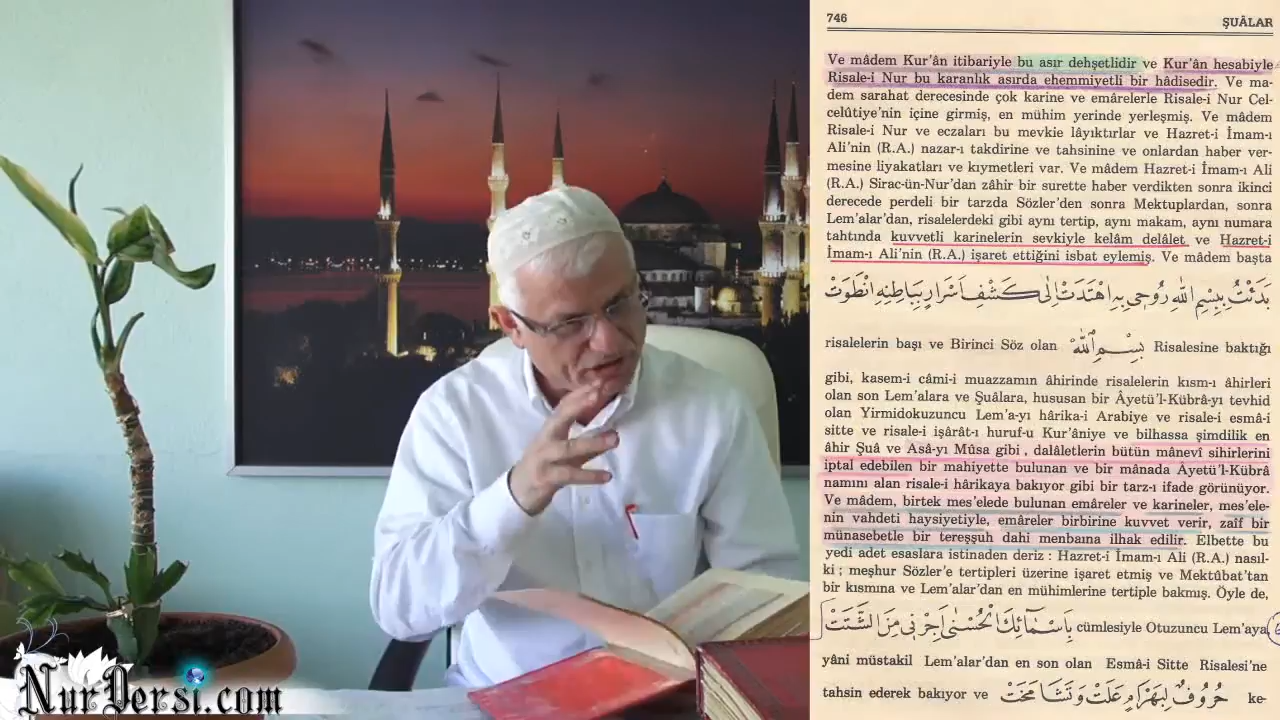 746
ŞUÂLAR
Ve mâdem Kur'ân itibariyle bu asır dehşetlidir ve Kur'ân hesabiyle
Risale-i Nur bu karanlık asırda ehemmiyetli bir hâdisedir. Ve ma-
dem sarahat derecesinde çok karine ve emârelerle Risale-i Nur Cel-
celûtiye'nin içine girmiş, en mühim yerinde yerleşmiş. Ve mâdem
Risale-i Nur ve eczaları bu mevkie lâyıktırlar ve Hazret-i İmam-ı
Ali'nin (R.A.) nazar-ı takdirine ve tahsinine ve onlardan haber ver-
mesine liyakatları ve kıymetleri var. Ve mâdem Hazret-i İmam-ı Ali
(R.A.) Sirac-ün-Nur'dan zâhir bir surette haber verdikten sonra ikinci
derecede perdeli bir tarzda Sözler'den sonra Mektuplardan, sonra
Lem'alar'dan, risalelerdeki gibi aynı tertip, aynı makam, aynı numara
tahtında kuvvetli karinelerin sevkiyle kelâm delâlet ve Hazret-i
İmam-ı Ali'nin (R.A.) işaret ettiğini isbat eylemiş. Ve mâdem başta
بَدَئْتُ بِبِسْمِ اللّٰهِ رُوحِى بِهِ اهْتَدَتْ اِلٰى كَشْفِ اَسْرَارٍ بِبَاطِنِهِ انْطَوَتْ
risalelerin başı ve Birinci Söz olan بِسْمِ اللّٰهِ Risalesine baktığı
gibi, kasem-i câmi-i muazzamın âhirinde risalelerin kısm-ı âhirleri
olan son Lem'alara ve Şuâlara, hususan bir Âyetü'l-Kübrâ-yı tevhid
olan Yirmidokuzuncu Lem'a-yı hârika-i Arabiye ve risale-i esmâ-i
sitte ve risale-i işârât-ı huruf-u Kur'âniye ve bilhassa şimdilik en
âhir Şuâ ve Asâ-yı Mûsa gibi, dalâletlerin bütün mânevî sihirlerini
iptal edebilen bir mahiyette bulunan ve bir mânada Âyetü'l-Kübrâ
namını alan risale-i hârikaya bakıyor gibi bir tarz-ı ifade görünüyor.
Ve mâdem, birtek mes'elede bulunan emâreler ve karineler, mes'ele-
nin vahdeti haysiyetiyle, emâreler birbirine kuvvet verir, zaîf bir
münasebetle bir tereşşuh dahi menbaına ilhak edilir. Elbette bu
yedi adet esaslara istinaden deriz : Hazret-i İmam-ı Ali (R.A.) nasıl-
ki ; meşhur Sözler'e tertipleri üzerine işaret etmiş ve Mektûbat'tan
bir kısmına ve Lem'alar'dan en mühimlerine tertiple bakmış. Öyle de,
بِاَسْمَٓائِكَ الْحُسْنٰى اَجِرْنِى مِنَ الشَّتَتْ cümlesiyle Otuzuncu Lem'aya,
yâni müstakil Lem'alar'dan en son olan Esmâ-i Sitte Risalesi'ne
tahsin ederek bakıyor ve حُرُوفٌ لِبَهْرَامٍ عَلَتْ وَتَشَامَخَتْ ke-
NurDersi.com